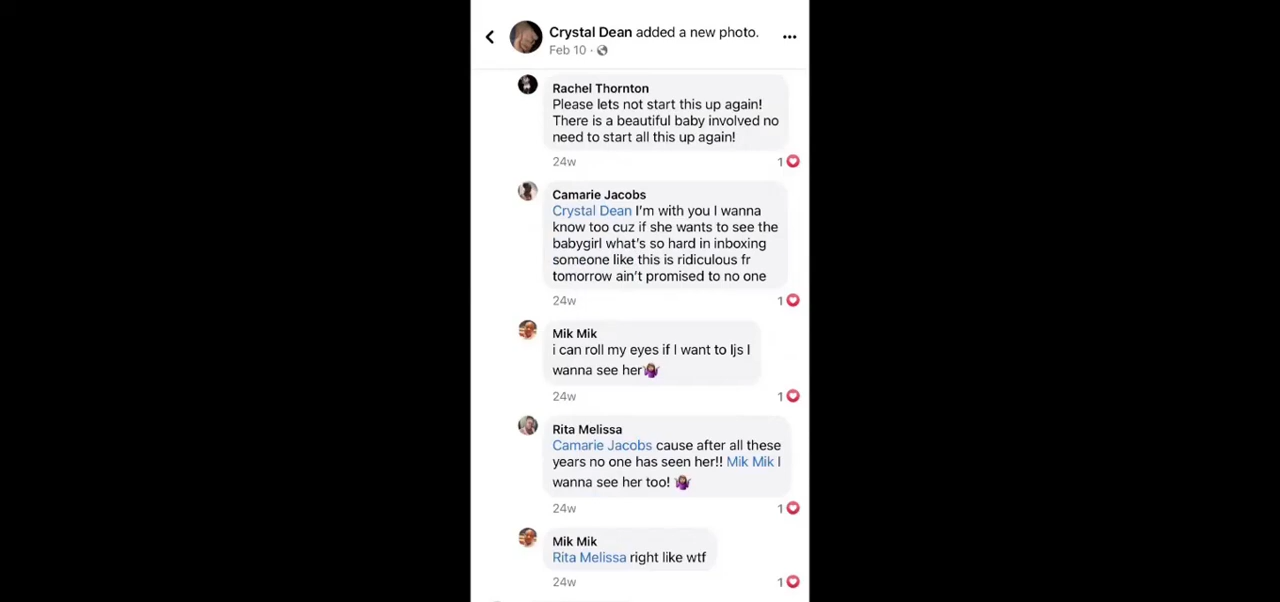 Crystal Dean added a new photo.
Feb 10 ·
Rachel Thornton
Please lets not start this up again!
There is a beautiful baby involved no
need to start all this up again!
24w
1
Camarie Jacobs
Crystal Dean I'm with you I wanna
know too cuz if she wants to see the
babygirl what's so hard in inboxing
someone like this is ridiculous fr
tomorrow ain't promised to no one
24w
1
Mik Mik
i can roll my eyes if I want to ljs I
wanna see her🤷🏽‍♀️
24w
1
Rita Melissa
Camarie Jacobs cause after all these
years no one has seen her!! Mik Mik I
wanna see her too! 🤷🏽‍♀️
24w
1
Mik Mik
Rita Melissa right like wtf
24w
1